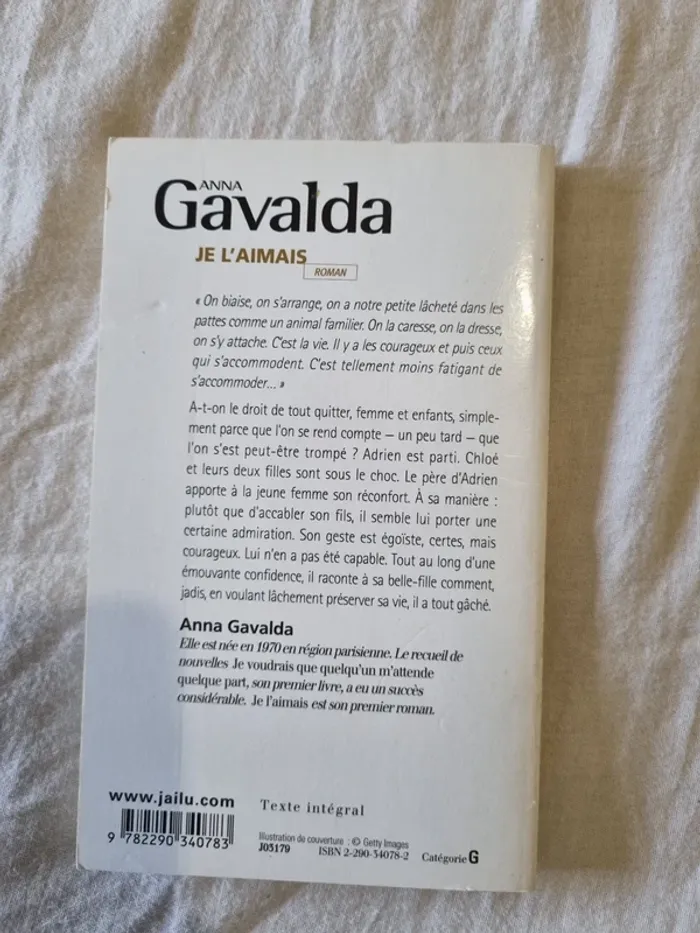 ANNA
Gavalda
JE L'AIMAIS
ROMAN
« On biaise, on s'arrange, on a notre petite lâcheté dans les
pattes comme un animal familier. On la caresse, on la dresse,
on s'y attache. C'est la vie. Il y a les courageux et puis ceux
qui s'accommodent. C'est tellement moins fatigant de
s'accommoder... »
A-t-on le droit de tout quitter, femme et enfants, simple-
ment parce que l'on se rend compte – un peu tard – que
l'on s'est peut-être trompé ? Adrien est parti. Chloé
et leurs deux filles sont sous le choc. Le père d'Adrien
apporte à la jeune femme son réconfort. À sa manière :
plutôt que d'accabler son fils, il semble lui porter une
certaine admiration. Son geste est égoïste, certes, mais
courageux. Lui n'en a pas été capable. Tout au long d'une
émouvante confidence, il raconte à sa belle-fille comment,
jadis, en voulant lâchement préserver sa vie, il a tout gâché.
Anna Gavalda
Elle est née en 1970 en région parisienne. Le recueil de
nouvelles Je voudrais que quelqu'un m'attende
quelque part, son premier livre, a eu un succès
considérable. Je l'aimais est son premier roman.
www.jailu.com
Texte intégral
9 782290 340783
Illustration de couverture : © Getty Images
J03179
ISBN 2-290-34078-2
Catégorie G